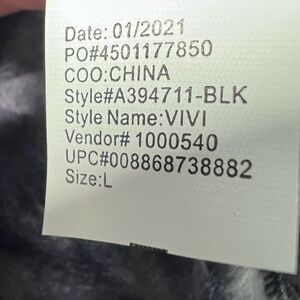 Date: 01/2021
PO#4501177850
COO:CHINA
Style#A394711-BLK
Style Name:VIVI
Vendor# 1000540
UPC#008868738882
Size:L